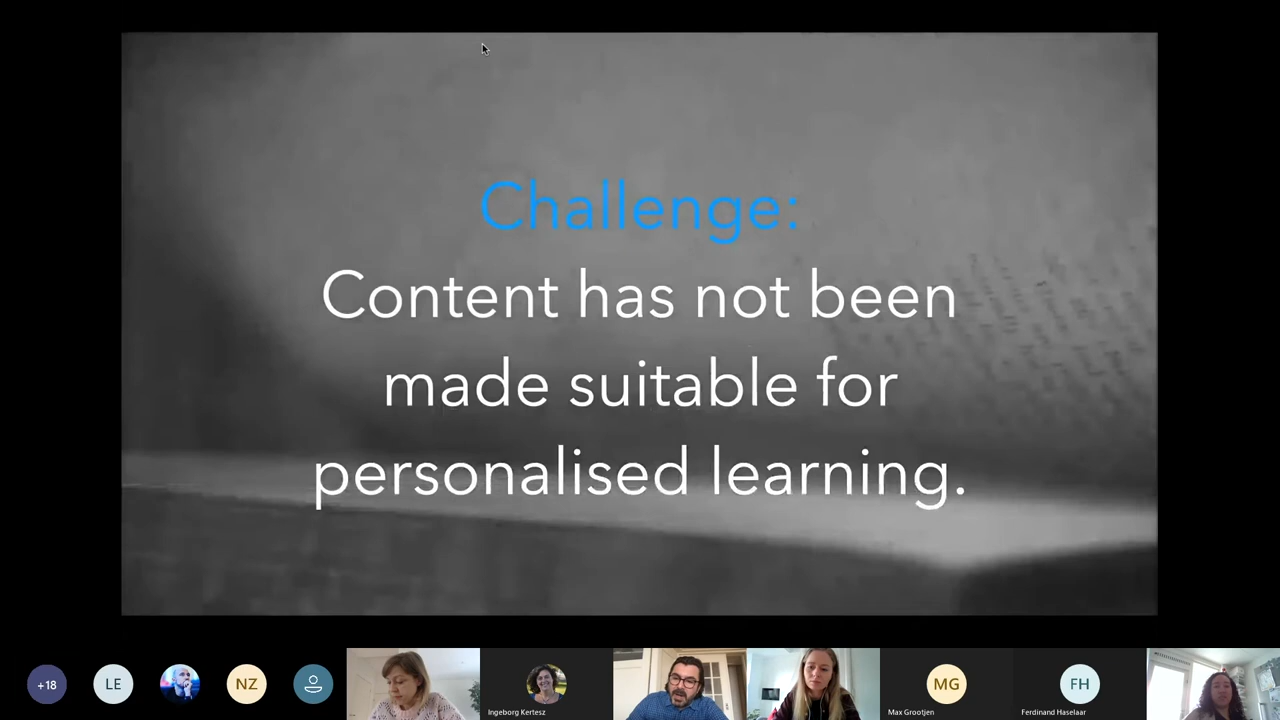 Challenge:
Content has not been
made suitable for
personalised learning.
+18
LE
NZ
MG
FH
Ingeborg Kertesz
Max Grootjen
Ferdinand Haselaar